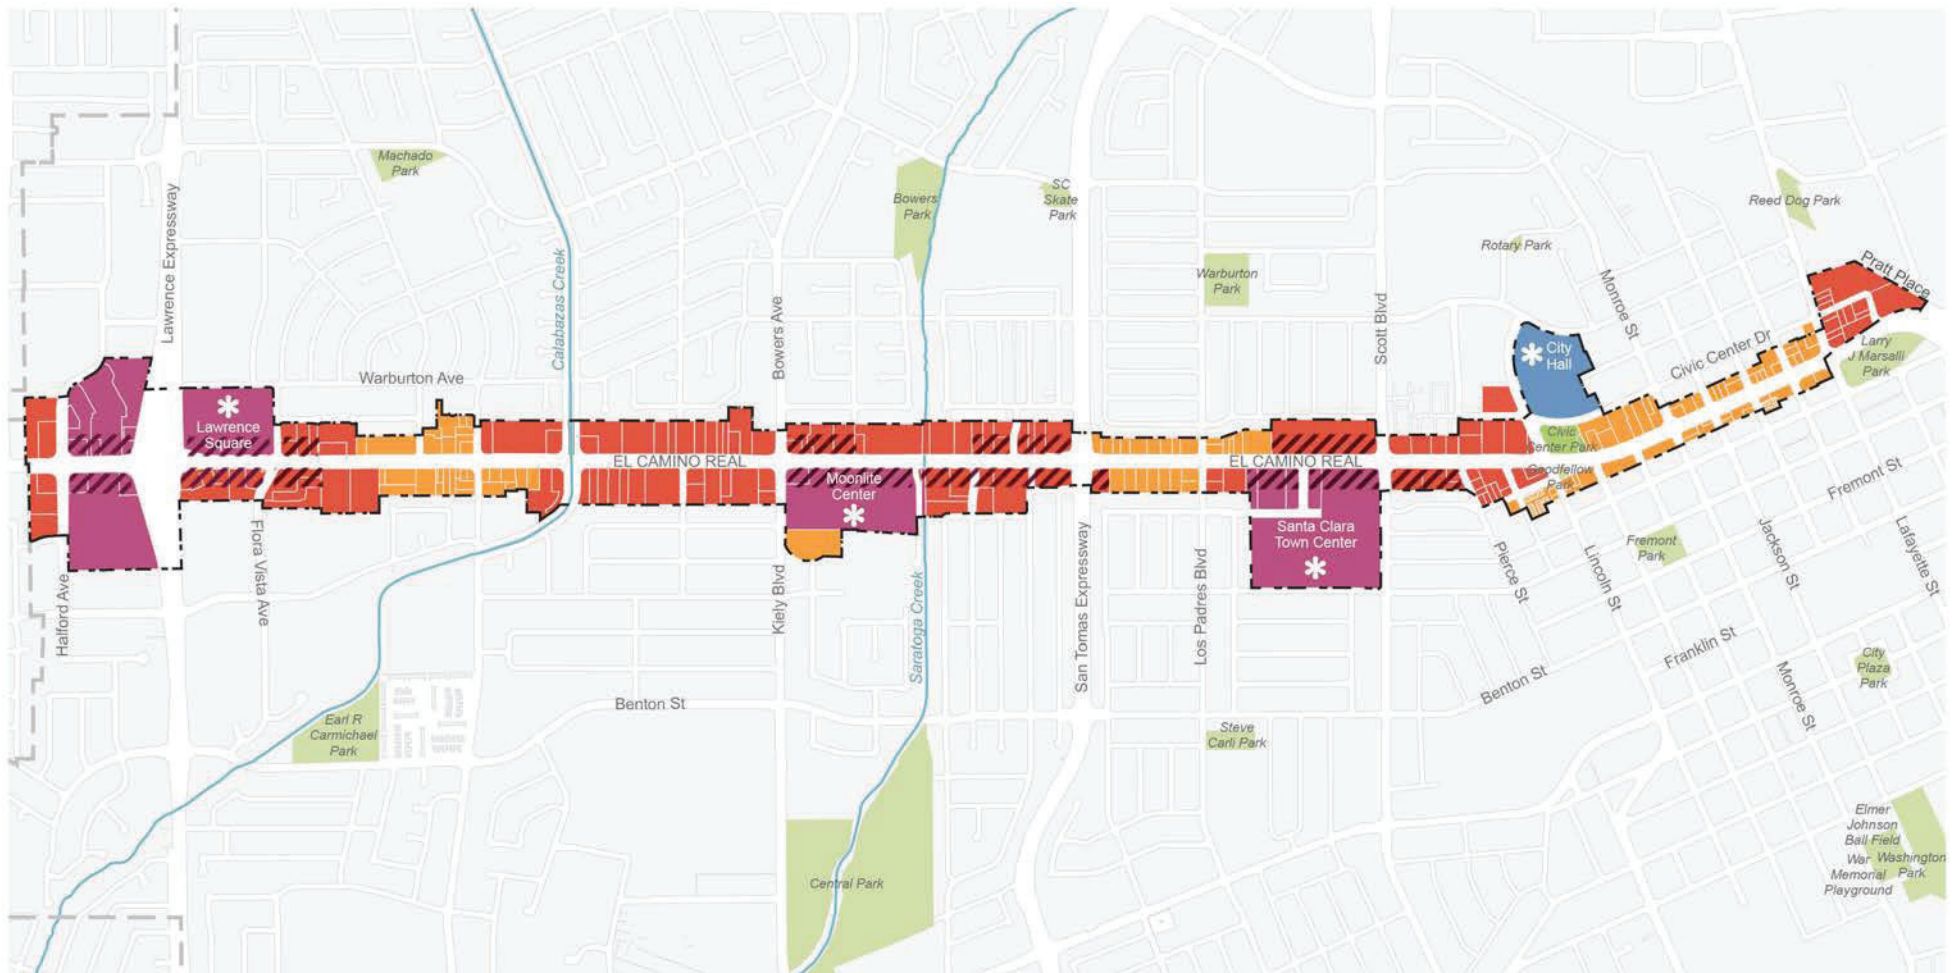 Machado
Park
Bowers
Park
SC
Skate
Park
Reed Dog Park
Rotary Park
Warburton
Park
Pratt Place
Lawrence Expressway
Calabazas Creek
Bowers Ave
Scott Blvd
Monroe St
City
Hall
Civic Center Dr
Larry
J Marsalli
Park
Warburton Ave
Lawrence
Square
EL CAMINO REAL
Moonlite
Center
EL CAMINO REAL
Civic
Center Park
Goodfellow
Park
Fremont St
Santa Clara
Town Center
Halford Ave
Flora Vista Ave
Kiely Blvd
Saratoga Creek
San Tomas Expressway
Los Padres Blvd
Pierce St
Lincoln St
Fremont
Park
Jackson St
Lafayette St
Franklin St
Benton St
Monroe St
City
Plaza
Park
Benton St
Earl R
Carmichael
Park
Steve
Carli Park
Central Park
Elmer
Johnson
Ball Field
War
Memorial
Playground
Washington
Park